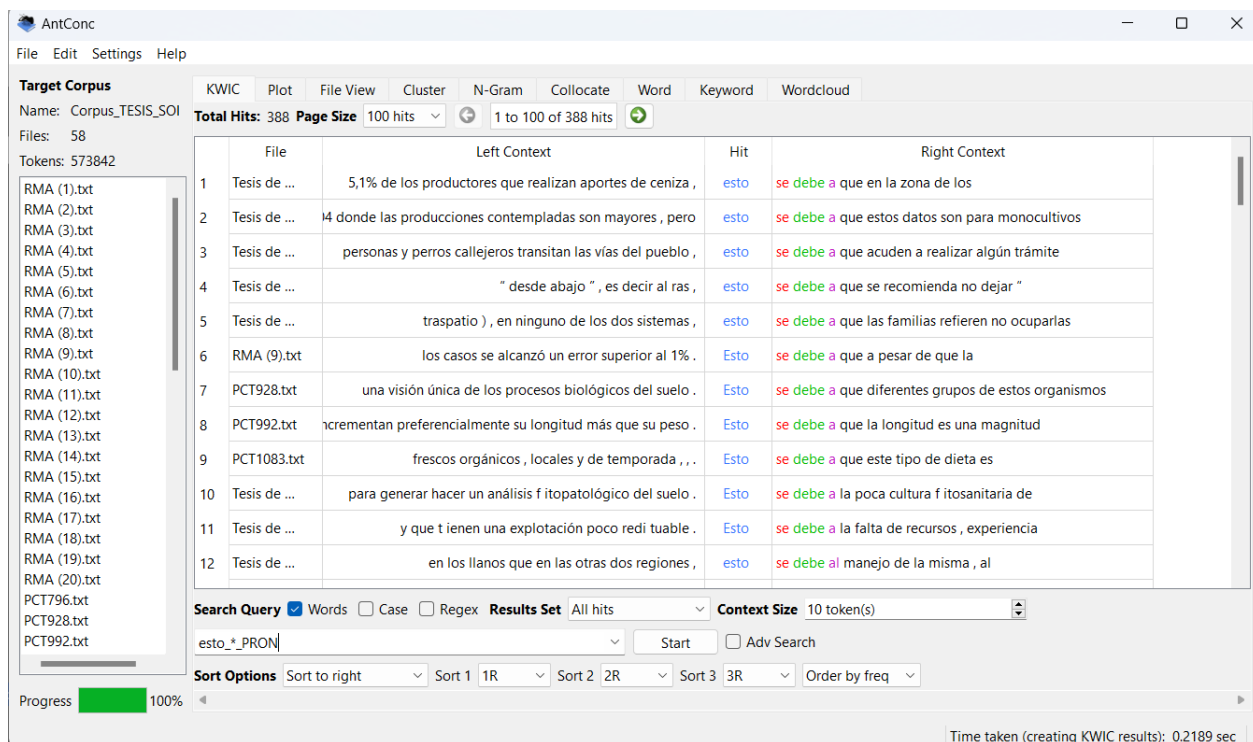 AntConc
File Edit Settings Help
Target Corpus
Name: Corpus_TESIS_SOI
Files: 58
Tokens: 573842
RMA (1).txt
RMA (2).txt
RMA (3).txt
RMA (4).txt
RMA (5).txt
RMA (6).txt
RMA (7).txt
RMA (8).txt
RMA (9).txt
RMA (10).txt
RMA (11).txt
RMA (12).txt
RMA (13).txt
RMA (14).txt
RMA (15).txt
RMA (16).txt
RMA (17).txt
RMA (18).txt
RMA (19).txt
RMA (20).txt
PCT796.txt
PCT928.txt
PCT992.txt
Progress 100%
KWIC Plot File View Cluster N-Gram Collocate Word Keyword Wordcloud
Total Hits: 388 Page Size 100 hits 1 to 100 of 388 hits
File Left Context Hit Right Context
1 Tesis de ... 5,1% de los productores que realizan aportes de ceniza , esto se debe a que en la zona de los
2 Tesis de ... 4 donde las producciones contempladas son mayores , pero esto se debe a que estos datos son para monocultivos
3 Tesis de ... personas y perros callejeros transitan las vías del pueblo , esto se debe a que acuden a realizar algún trámite
4 Tesis de ... " desde abajo " , es decir al ras , esto se debe a que se recomienda no dejar "
5 Tesis de ... traspatio ) , en ninguno de los dos sistemas , esto se debe a que las familias refieren no ocuparlas
6 RMA (9).txt los casos se alcanzó un error superior al 1% . Esto se debe a que a pesar de que la
7 PCT928.txt una visión única de los procesos biológicos del suelo . Esto se debe a que diferentes grupos de estos organismos
8 PCT992.txt ncrementan preferencialmente su longitud más que su peso . Esto se debe a que la longitud es una magnitud
9 PCT1083.txt frescos orgánicos , locales y de temporada , , . Esto se debe a que este tipo de dieta es
10 Tesis de ... para generar hacer un análisis f itopatológico del suelo . Esto se debe a la poca cultura f itosanitaria de
11 Tesis de ... y que t ienen una explotación poco redi tuable . Esto se debe a la falta de recursos , experiencia
12 Tesis de ... en los llanos que en las otras dos regiones , esto se debe al manejo de la misma , al
Search Query Words Case Regex Results Set All hits Context Size 10 token(s)
esto_*_PRON Start Adv Search
Sort Options Sort to right Sort 1 1R Sort 2 2R Sort 3 3R Order by freq
Time taken (creating KWIC results): 0.2189 sec